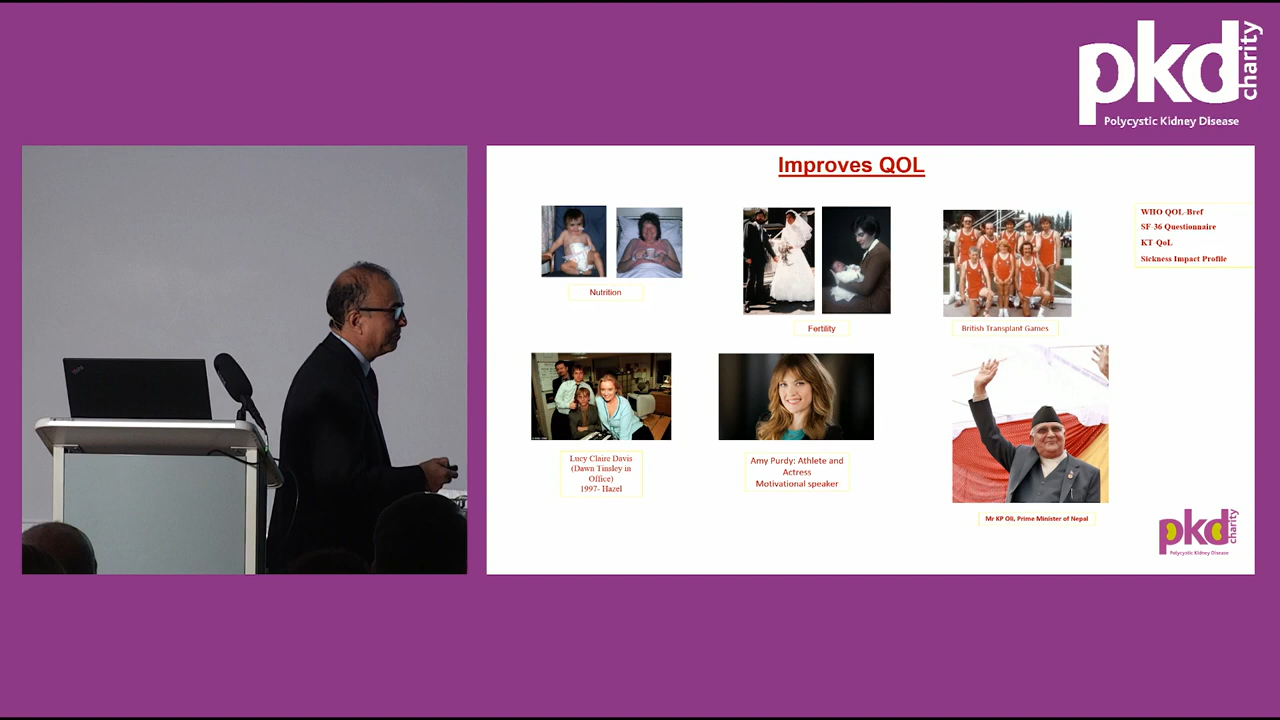 pkd
charity
Polycystic Kidney Disease
Improves QOL
WHO QOL-Bref
SF-36 Questionnaire
KT-QoL
Sickness Impact Profile
Nutrition
Fertility
British Transplant Games
Lucy Claire Davis
(Dawn Tinsley in
Office)
1997- Hazel
Amy Purdy: Athlete and
Actress
Motivational speaker
Mr KP Oli, Prime Minister of Nepal
pkd
charity
Polycystic Kidney Disease